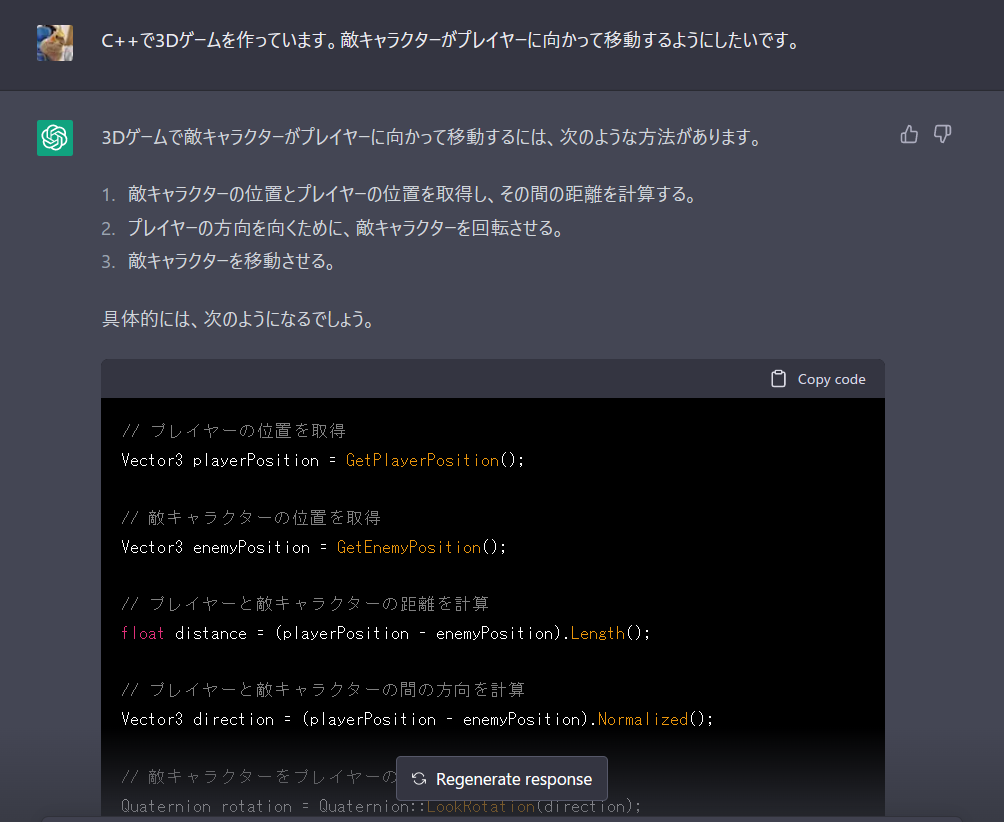 C++で3Dゲームを作っています。敵キャラクターがプレイヤーに向かって移動するようにしたいです。
3Dゲームで敵キャラクターがプレイヤーに向かって移動するには、次のような方法があります。
1. 敵キャラクターの位置とプレイヤーの位置を取得し、その間の距離を計算する。
2. プレイヤーの方向を向くために、敵キャラクターを回転させる。
3. 敵キャラクターを移動させる。
具体的には、次のようになるでしょう。
Copy code
// プレイヤーの位置を取得
Vector3 playerPosition = GetPlayerPosition();
// 敵キャラクターの位置を取得
Vector3 enemyPosition = GetEnemyPosition();
// プレイヤーと敵キャラクターの距離を計算
float distance = (playerPosition - enemyPosition).Length();
// プレイヤーと敵キャラクターの間の方向を計算
Vector3 direction = (playerPosition - enemyPosition).Normalized();
// 敵キャラクターをプレイヤーの
Regenerate response
Quaternion rotation = Quaternion::LookRotation(direction);